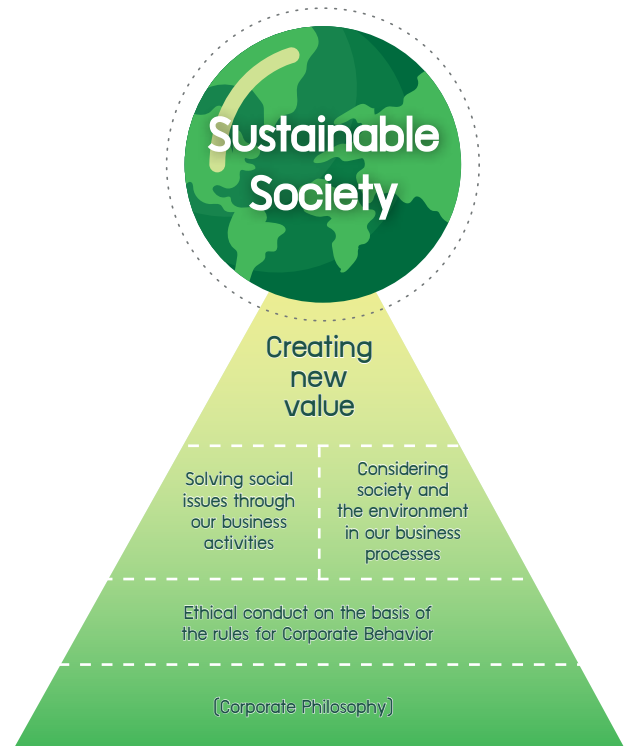 Sustainable
Society
Creating
new
value
Solving social
issues through
our business
activities
Considering
society and
the environment
in our business
processes
Ethical conduct on the basis of
the rules for Corporate Behavior
(Corporate Philosophy)